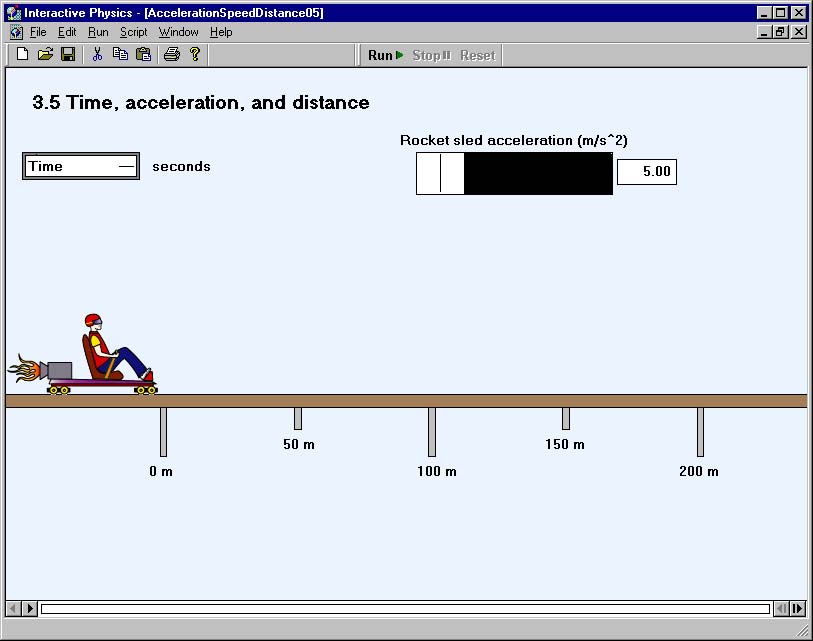 Interactive Physics - [AccelerationSpeedDistance05]
File Edit Run Script Window Help
Run Stop Reset
3.5 Time, acceleration, and distance
Rocket sled acceleration (m/s^2)
Time — seconds
5.00
50 m
150 m
0 m
100 m
200 m